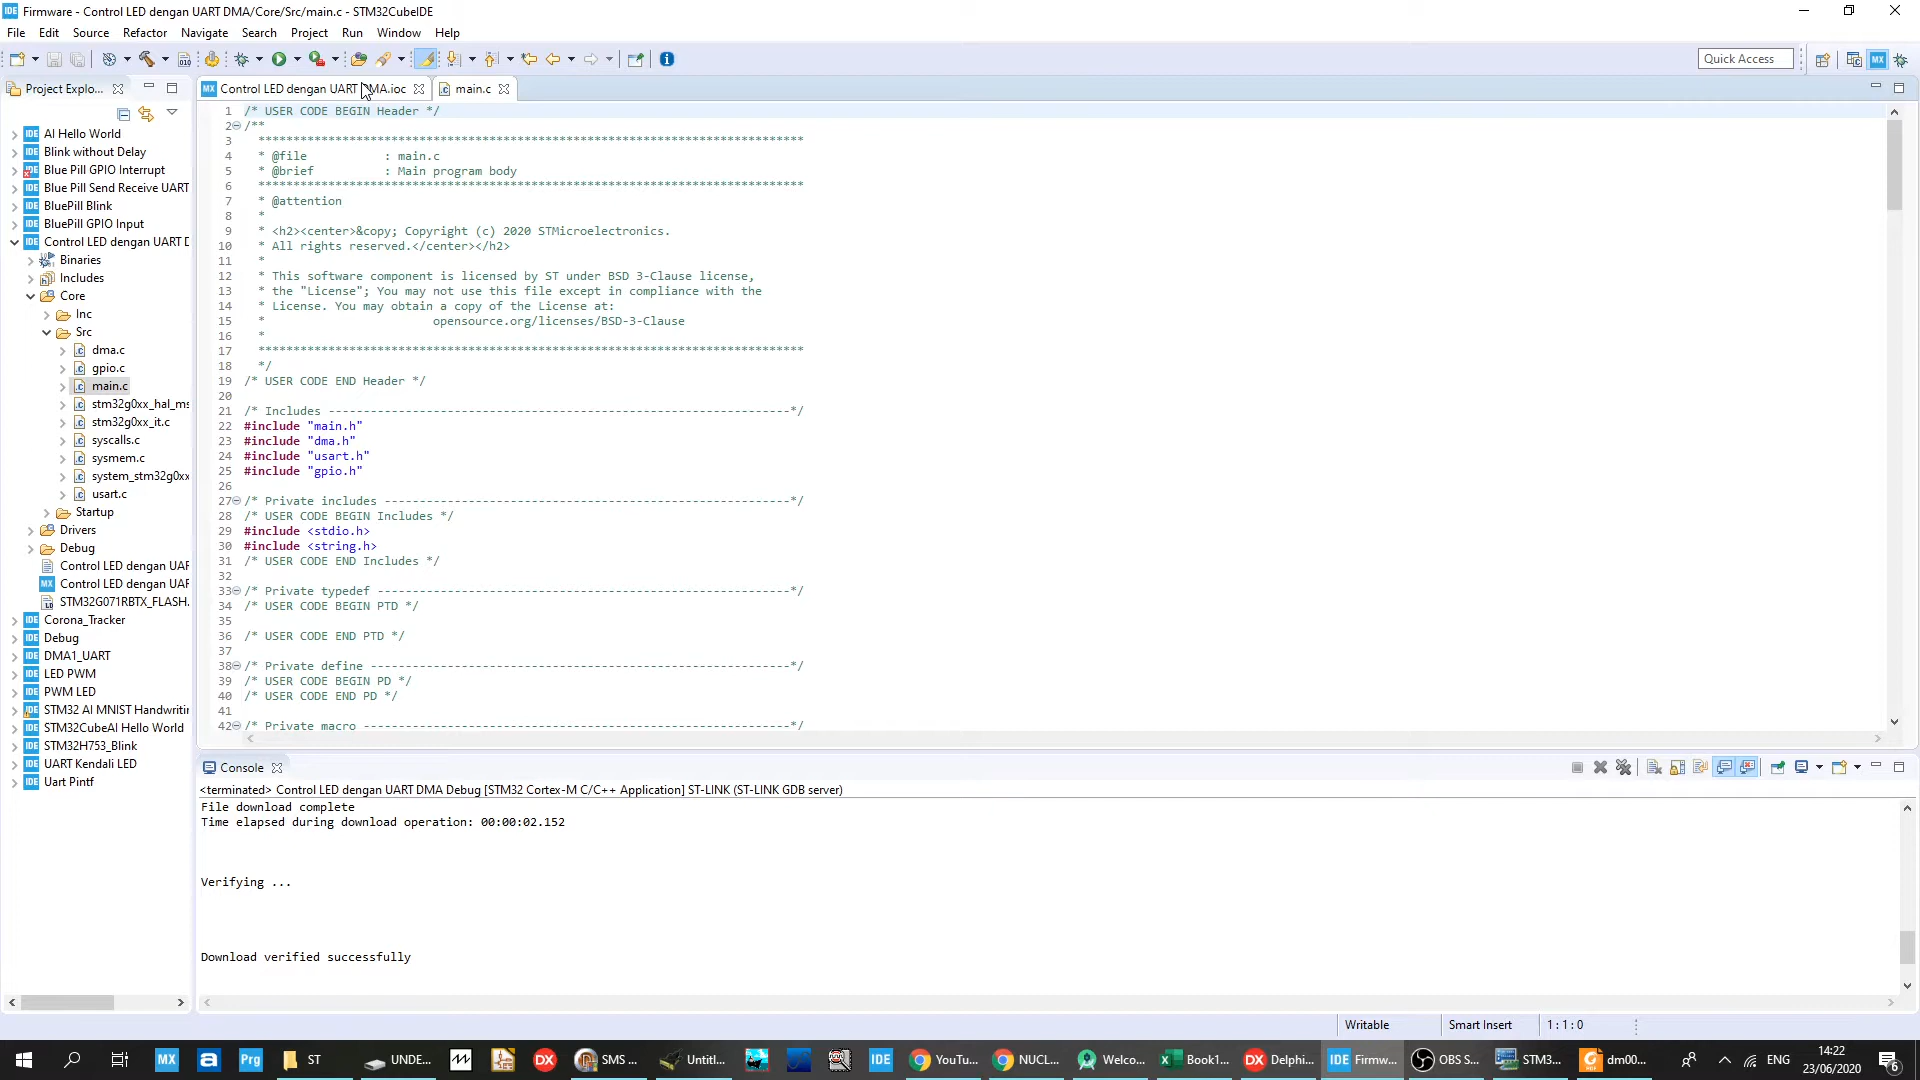 Firmware - Control LED dengan UART DMA/Core/Src/main.c - STM32CubeIDE
File Edit Source Refactor Navigate Search Project Run Window Help
Quick Access
Project Explo...
Control LED dengan UART DMA.ioc
main.c
AI Hello World
Blink without Delay
Blue Pill GPIO Interrupt
Blue Pill Send Receive UART
BluePill Blink
BluePill GPIO Input
Control LED dengan UART D
Binaries
Includes
Core
Inc
Src
dma.c
gpio.c
main.c
stm32g0xx_hal_ms
stm32g0xx_it.c
syscalls.c
sysmem.c
system_stm32g0xx
usart.c
Startup
Drivers
Debug
Control LED dengan UAR
Control LED dengan UAR
STM32G071RBTX_FLASH.
Corona_Tracker
Debug
DMA1_UART
LED PWM
PWM LED
STM32 AI MNIST Handwritin
STM32CubeAI Hello World
STM32H753_Blink
UART Kendali LED
Uart Pintf
1 /* USER CODE BEGIN Header */
2 /**
3 ******************************************************************************
4 * @file : main.c
5 * @brief : Main program body
6 ******************************************************************************
7 * @attention
8 *
9 * <h2><center>&copy; Copyright (c) 2020 STMicroelectronics.
10 * All rights reserved.</center></h2>
11 *
12 * This software component is licensed by ST under BSD 3-Clause license,
13 * the "License"; You may not use this file except in compliance with the
14 * License. You may obtain a copy of the License at:
15 * opensource.org/licenses/BSD-3-Clause
16 *
17 ******************************************************************************
18 */
19 /* USER CODE END Header */
20
21 /* Includes ------------------------------------------------------------------*/
22 #include "main.h"
23 #include "dma.h"
24 #include "usart.h"
25 #include "gpio.h"
26
27 /* Private includes ----------------------------------------------------------*/
28 /* USER CODE BEGIN Includes */
29 #include <stdio.h>
30 #include <string.h>
31 /* USER CODE END Includes */
32
33 /* Private typedef -----------------------------------------------------------*/
34 /* USER CODE BEGIN PTD */
35
36 /* USER CODE END PTD */
37
38 /* Private define ------------------------------------------------------------*/
39 /* USER CODE BEGIN PD */
40 /* USER CODE END PD */
41
42 /* Private macro -------------------------------------------------------------*/
Console
<terminated> Control LED dengan UART DMA Debug [STM32 Cortex-M C/C++ Application] ST-LINK (ST-LINK GDB server)
File download complete
Time elapsed during download operation: 00:00:02.152
Verifying ...
Download verified successfully
Writable Smart Insert 1 : 1 : 0
MX Prg ST UNDE... DX SMS ... Untitl... IDE YouTu... NUCL... Welco... Book1... DX Delphi... IDE Firmw... OBS S... STM3... dm00... ENG
14:22
23/06/2020
6